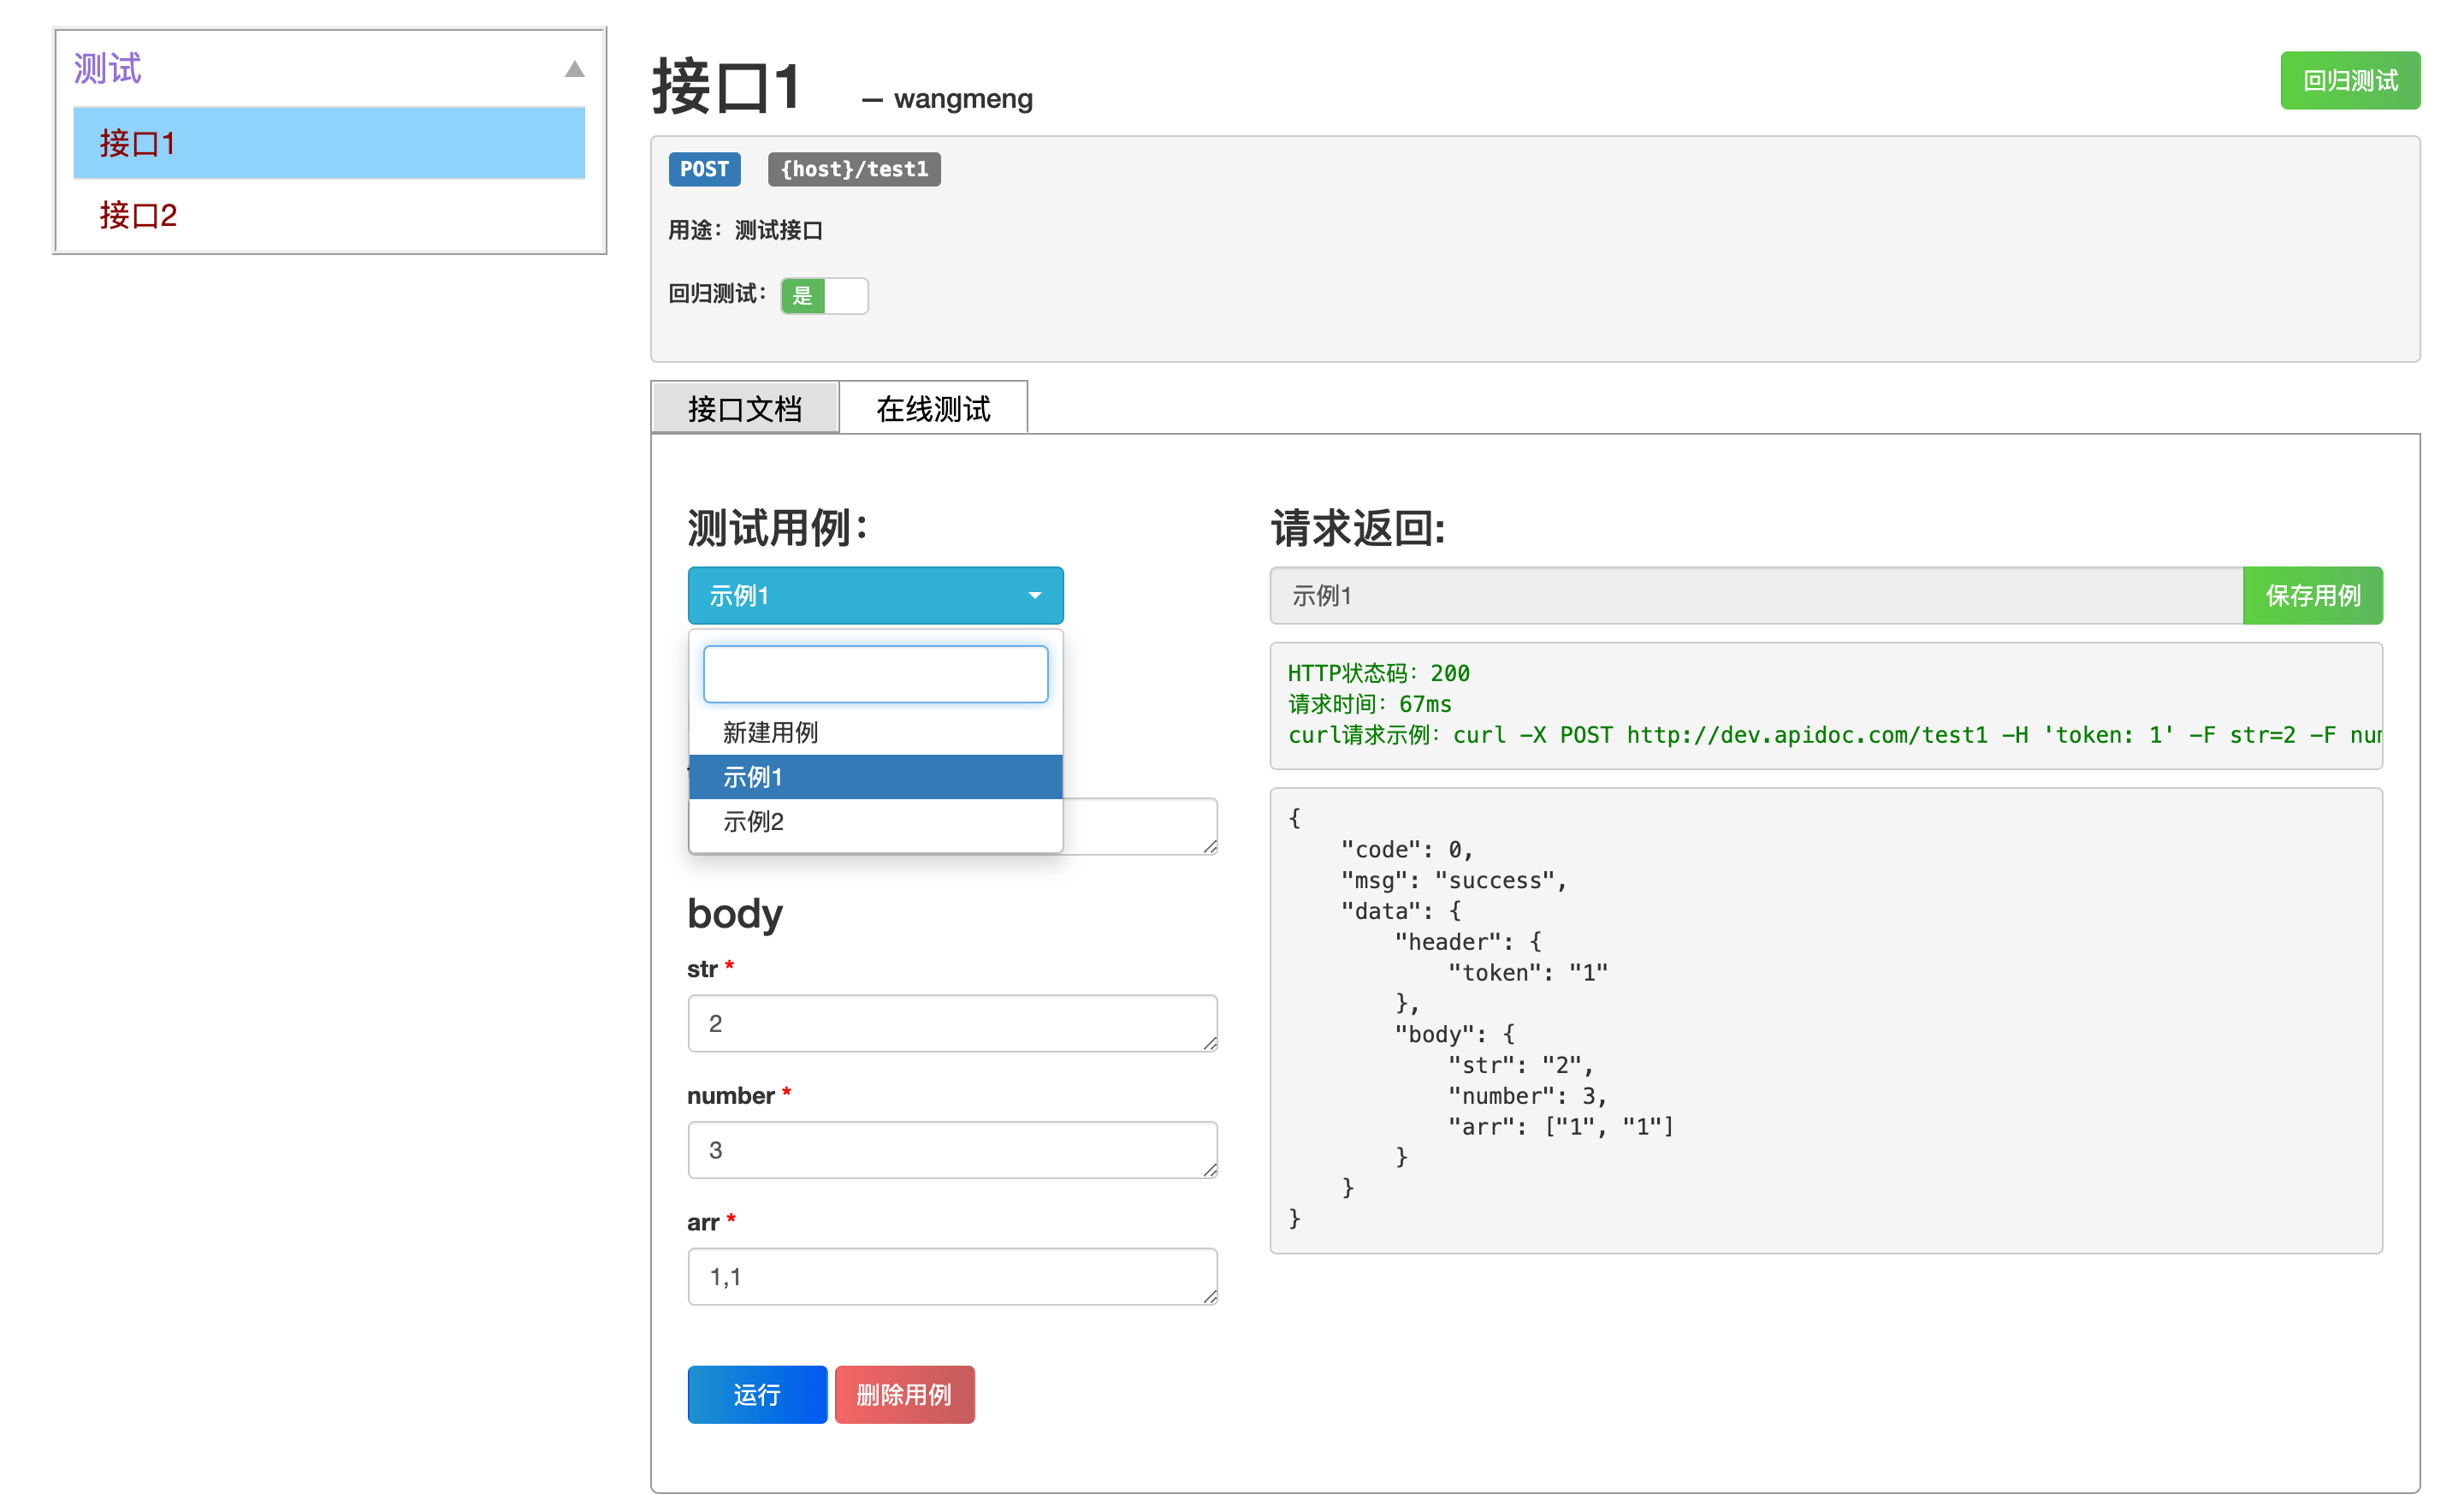 测试
接口1
接口2
接口1 — wangmeng
回归测试
POST {host}/test1
用途：测试接口
回归测试： 是
接口文档 在线测试
测试用例：
示例1
新建用例
示例1
示例2
body
str *
2
number *
3
arr *
1,1
运行 删除用例
请求返回:
示例1 保存用例
HTTP状态码：200
请求时间：67ms
curl请求示例：curl -X POST http://dev.apidoc.com/test1 -H 'token: 1' -F str=2 -F
{
    "code": 0,
    "msg": "success",
    "data": {
        "header": {
            "token": "1"
        },
        "body": {
            "str": "2",
            "number": 3,
            "arr": ["1", "1"]
        }
    }
}